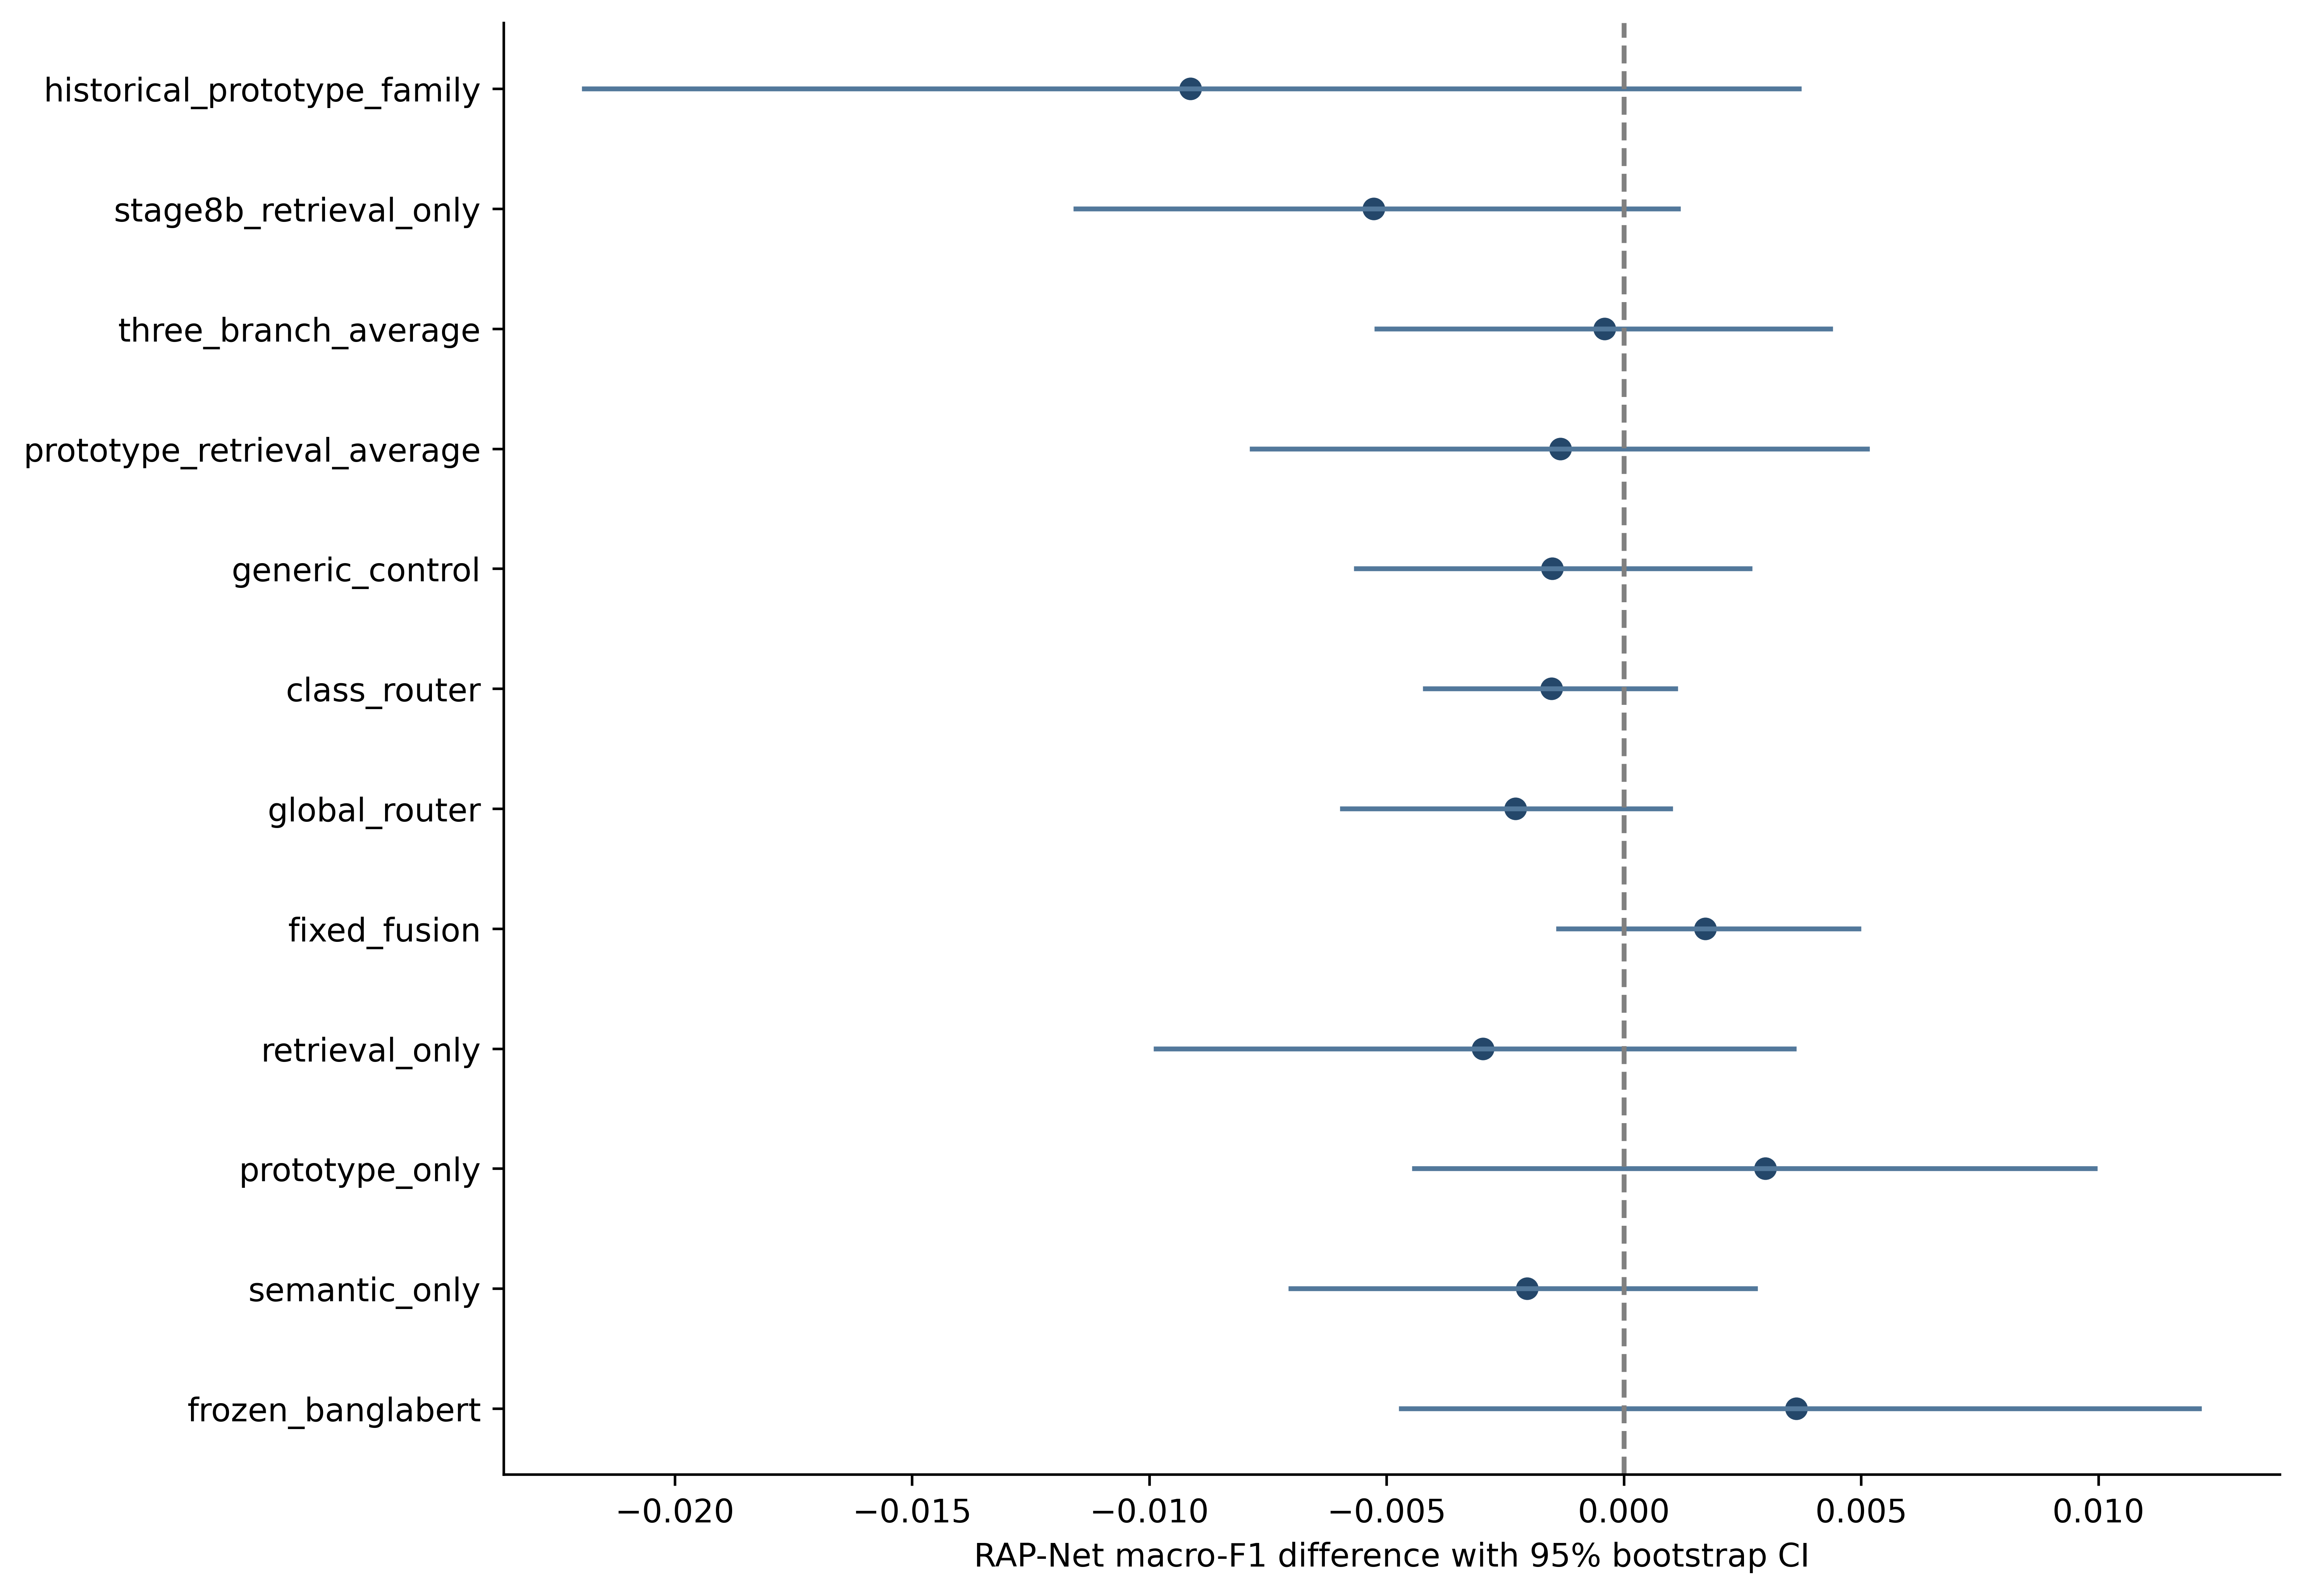 historical_prototype_family
stage8b_retrieval_only
three_branch_average
prototype_retrieval_average
generic_control
class_router
global_router
fixed_fusion
retrieval_only
prototype_only
semantic_only
frozen_banglabert
−0.020 −0.015 −0.010 −0.005 0.000 0.005 0.010
RAP-Net macro-F1 difference with 95% bootstrap CI